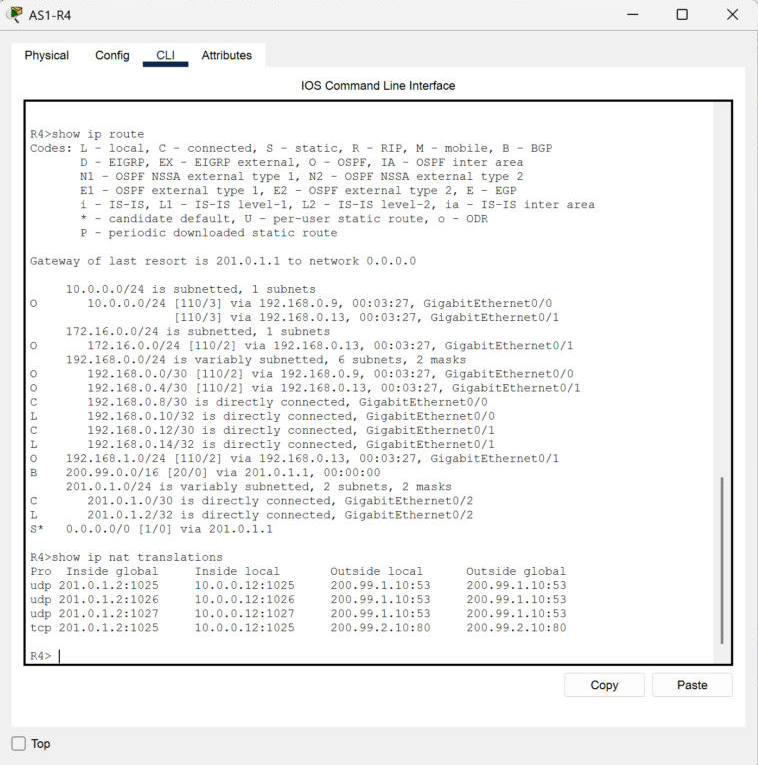 AS1-R4
Physical Config CLI Attributes
IOS Command Line Interface
R4>show ip route
Codes: L - local, C - connected, S - static, R - RIP, M - mobile, B - BGP
D - EIGRP, EX - EIGRP external, O - OSPF, IA - OSPF inter area
N1 - OSPF NSSA external type 1, N2 - OSPF NSSA external type 2
E1 - OSPF external type 1, E2 - OSPF external type 2, E - EGP
i - IS-IS, L1 - IS-IS level-1, L2 - IS-IS level-2, ia - IS-IS inter area
* - candidate default, U - per-user static route, o - ODR
P - periodic downloaded static route
Gateway of last resort is 201.0.1.1 to network 0.0.0.0
10.0.0.0/24 is subnetted, 1 subnets
O 10.0.0.0/24 [110/3] via 192.168.0.9, 00:03:27, GigabitEthernet0/0
[110/3] via 192.168.0.13, 00:03:27, GigabitEthernet0/1
172.16.0.0/24 is subnetted, 1 subnets
O 172.16.0.0/24 [110/2] via 192.168.0.13, 00:03:27, GigabitEthernet0/1
192.168.0.0/24 is variably subnetted, 6 subnets, 2 masks
O 192.168.0.0/30 [110/2] via 192.168.0.9, 00:03:27, GigabitEthernet0/0
O 192.168.0.4/30 [110/2] via 192.168.0.13, 00:03:27, GigabitEthernet0/1
C 192.168.0.8/30 is directly connected, GigabitEthernet0/0
L 192.168.0.10/32 is directly connected, GigabitEthernet0/0
C 192.168.0.12/30 is directly connected, GigabitEthernet0/1
L 192.168.0.14/32 is directly connected, GigabitEthernet0/1
O 192.168.1.0/24 [110/2] via 192.168.0.13, 00:03:27, GigabitEthernet0/1
B 200.99.0.0/16 [20/0] via 201.0.1.1, 00:00:00
201.0.1.0/24 is variably subnetted, 2 subnets, 2 masks
C 201.0.1.0/30 is directly connected, GigabitEthernet0/2
L 201.0.1.2/32 is directly connected, GigabitEthernet0/2
S* 0.0.0.0/0 [1/0] via 201.0.1.1
R4>show ip nat translations
Pro Inside global Inside local Outside local Outside global
udp 201.0.1.2:1025 10.0.0.12:1025 200.99.1.10:53 200.99.1.10:53
udp 201.0.1.2:1026 10.0.0.12:1026 200.99.1.10:53 200.99.1.10:53
udp 201.0.1.2:1027 10.0.0.12:1027 200.99.1.10:53 200.99.1.10:53
tcp 201.0.1.2:1025 10.0.0.12:1025 200.99.2.10:80 200.99.2.10:80
R4>
Copy Paste
Top